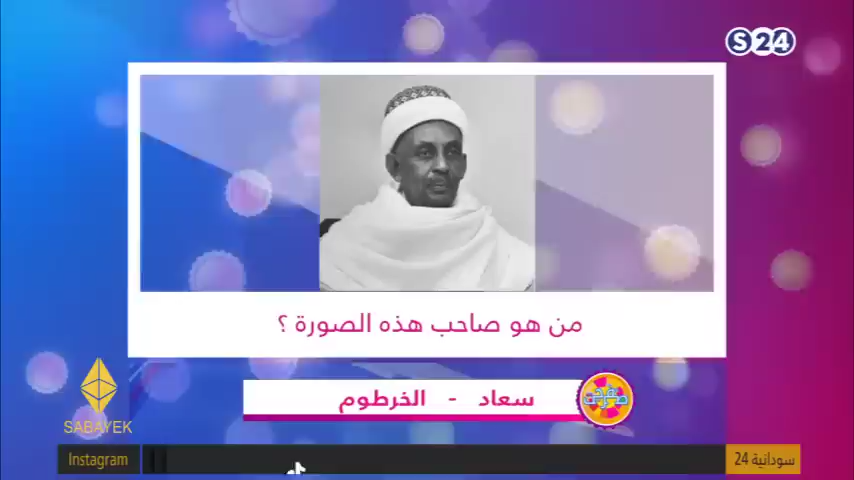 S24
من هو صاحب هذه الصورة ؟
سعاد - الخرطوم
SABAYEK
Instagram
سودانية 24